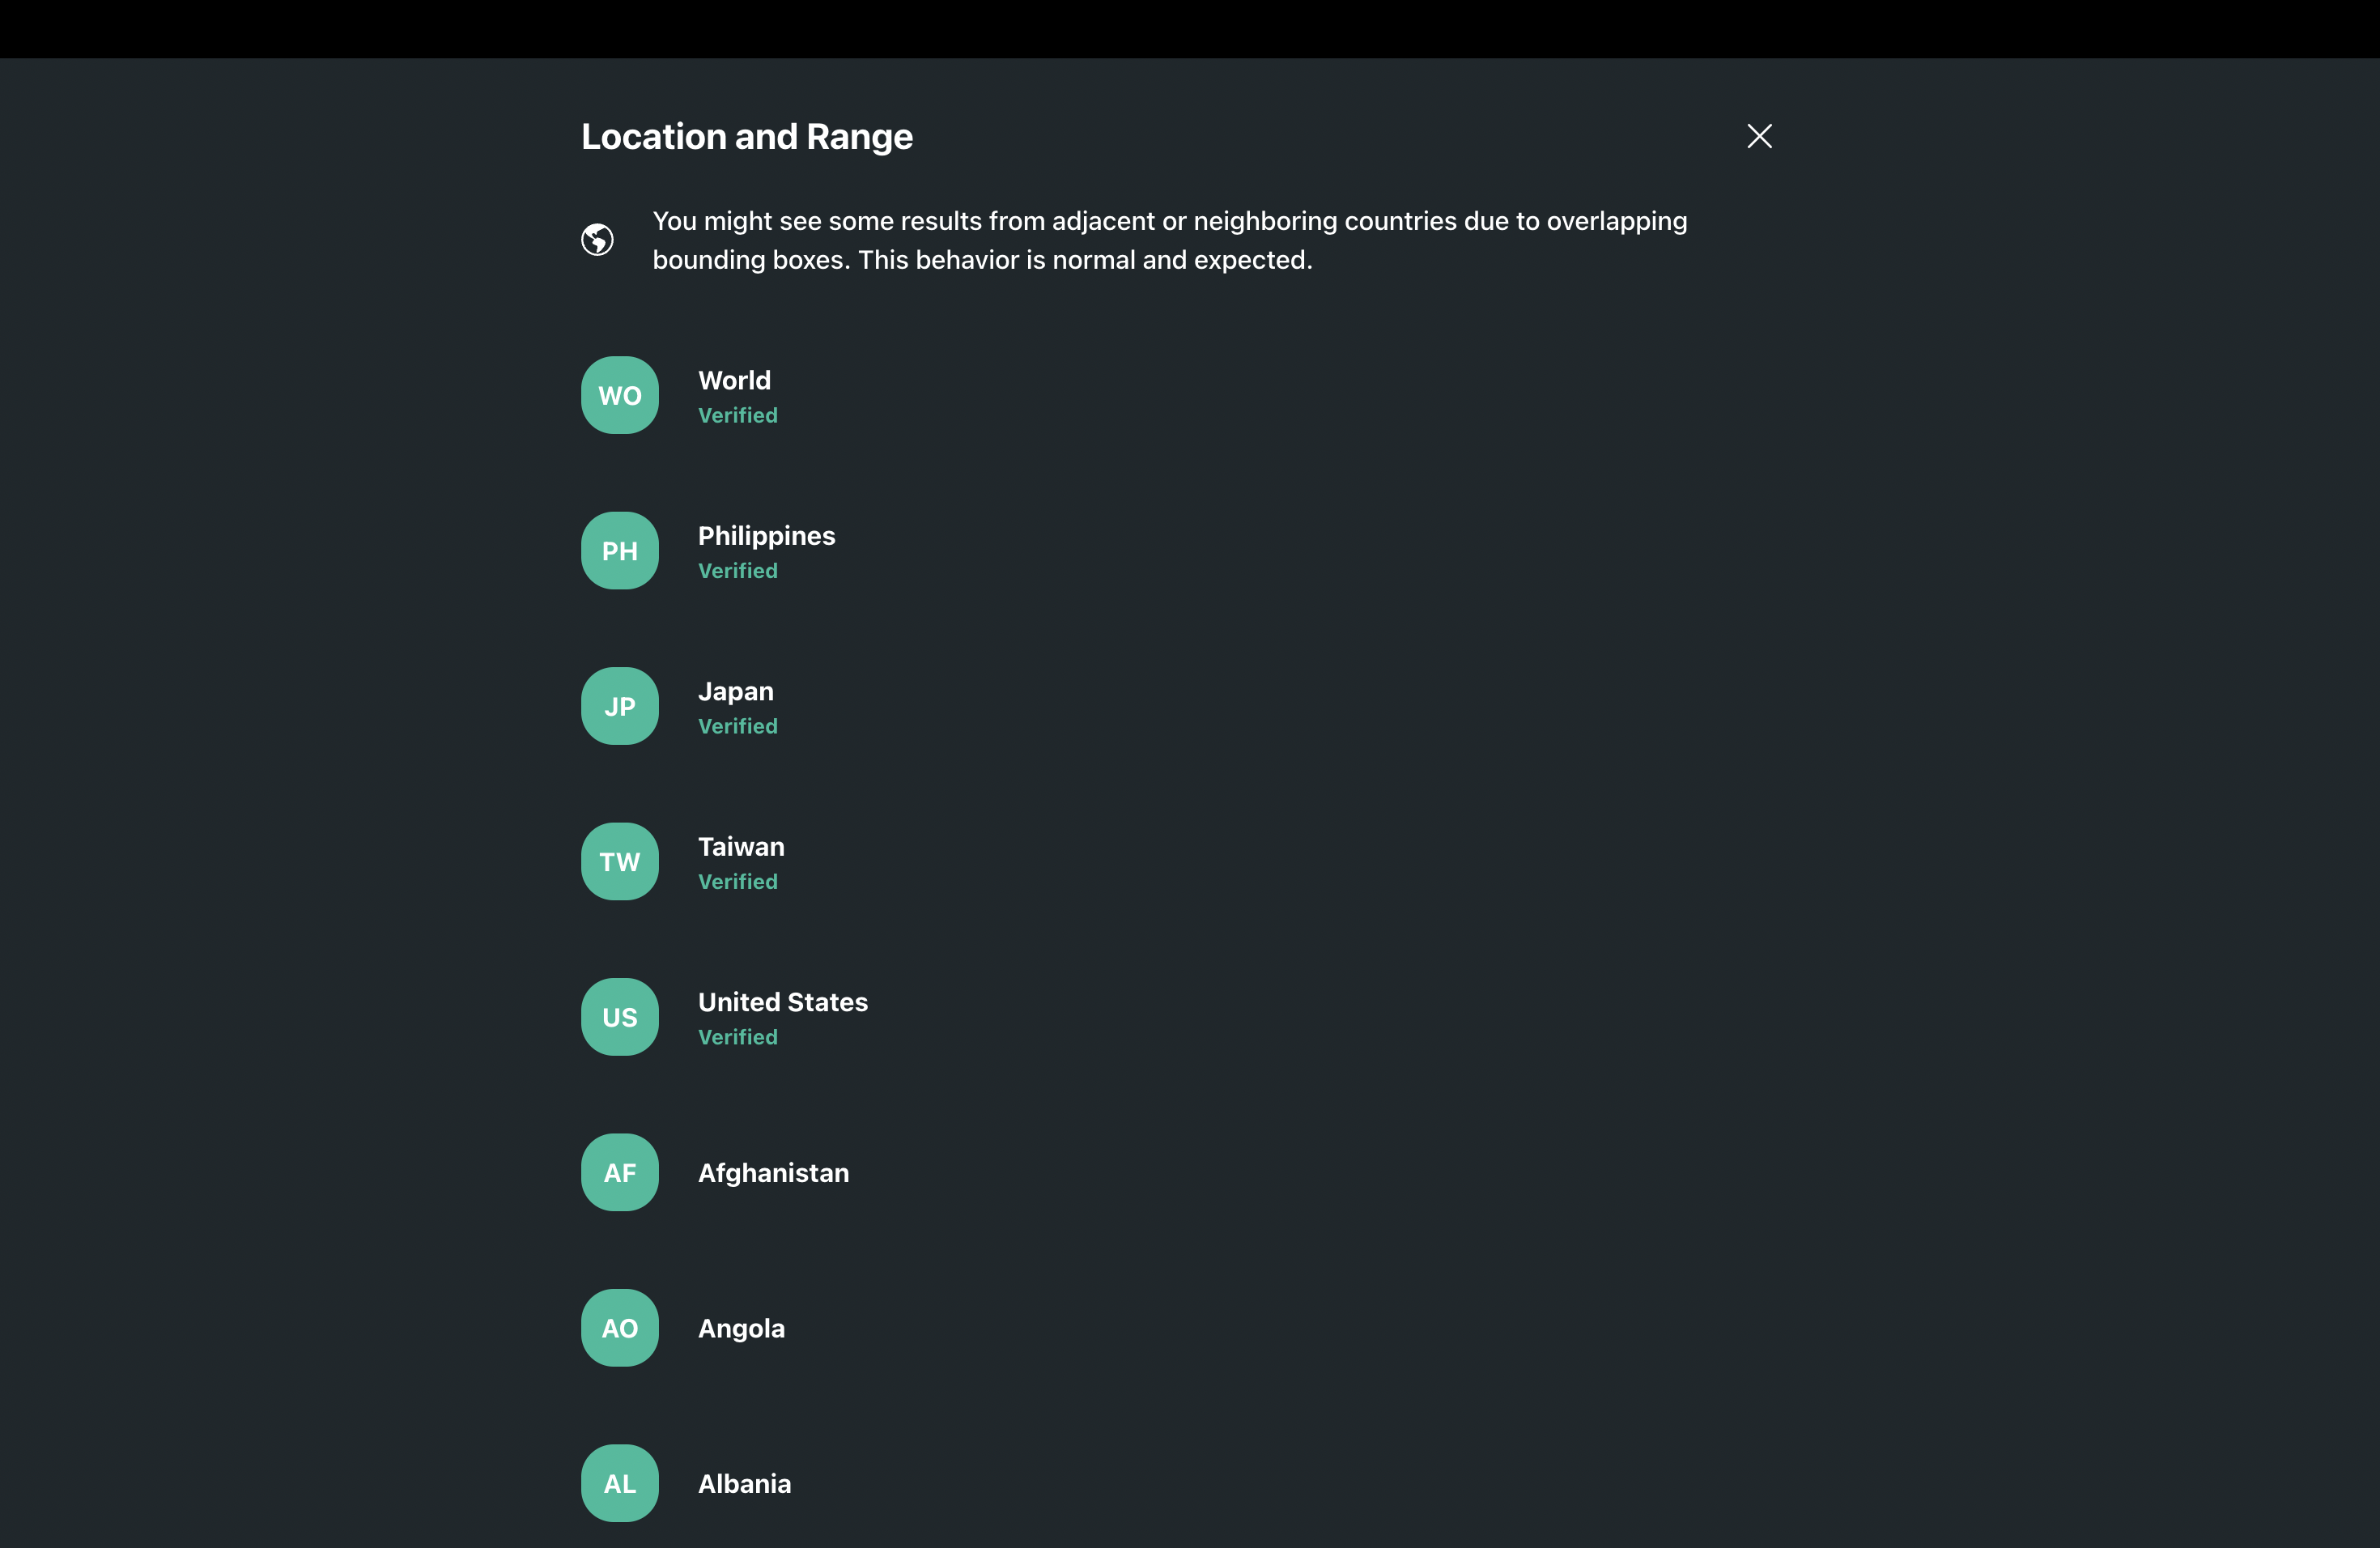 Location and Range
You might see some results from adjacent or neighboring countries due to overlapping
bounding boxes. This behavior is normal and expected.
WO
World
Verified
PH
Philippines
Verified
JP
Japan
Verified
TW
Taiwan
Verified
US
United States
Verified
AF
Afghanistan
AO
Angola
AL
Albania